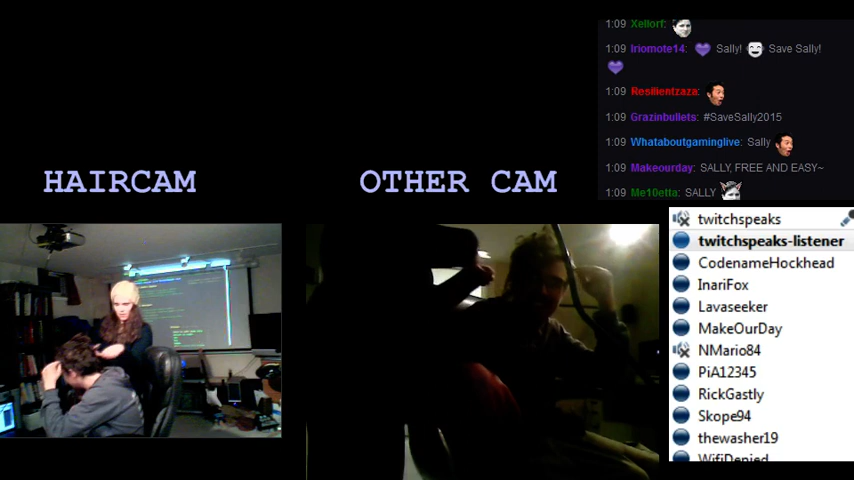 1:09 Xellorf:
1:09 Iriomote14: Sally! Save Sally!
1:09 Resilientzaza:
1:09 Grazinbullets: #SaveSally2015
1:09 Whataboutgaminglive: Sally
1:09 Makeourday: SALLY, FREE AND EASY~
1:09 Me10etta: SALLY
HAIRCAM
OTHER CAM
twitchspeaks
twitchspeaks-listener
CodenameHockhead
InariFox
Lavaseeker
MakeOurDay
NMario84
PiA12345
RickGastly
Skope94
thewasher19
WifiDenied